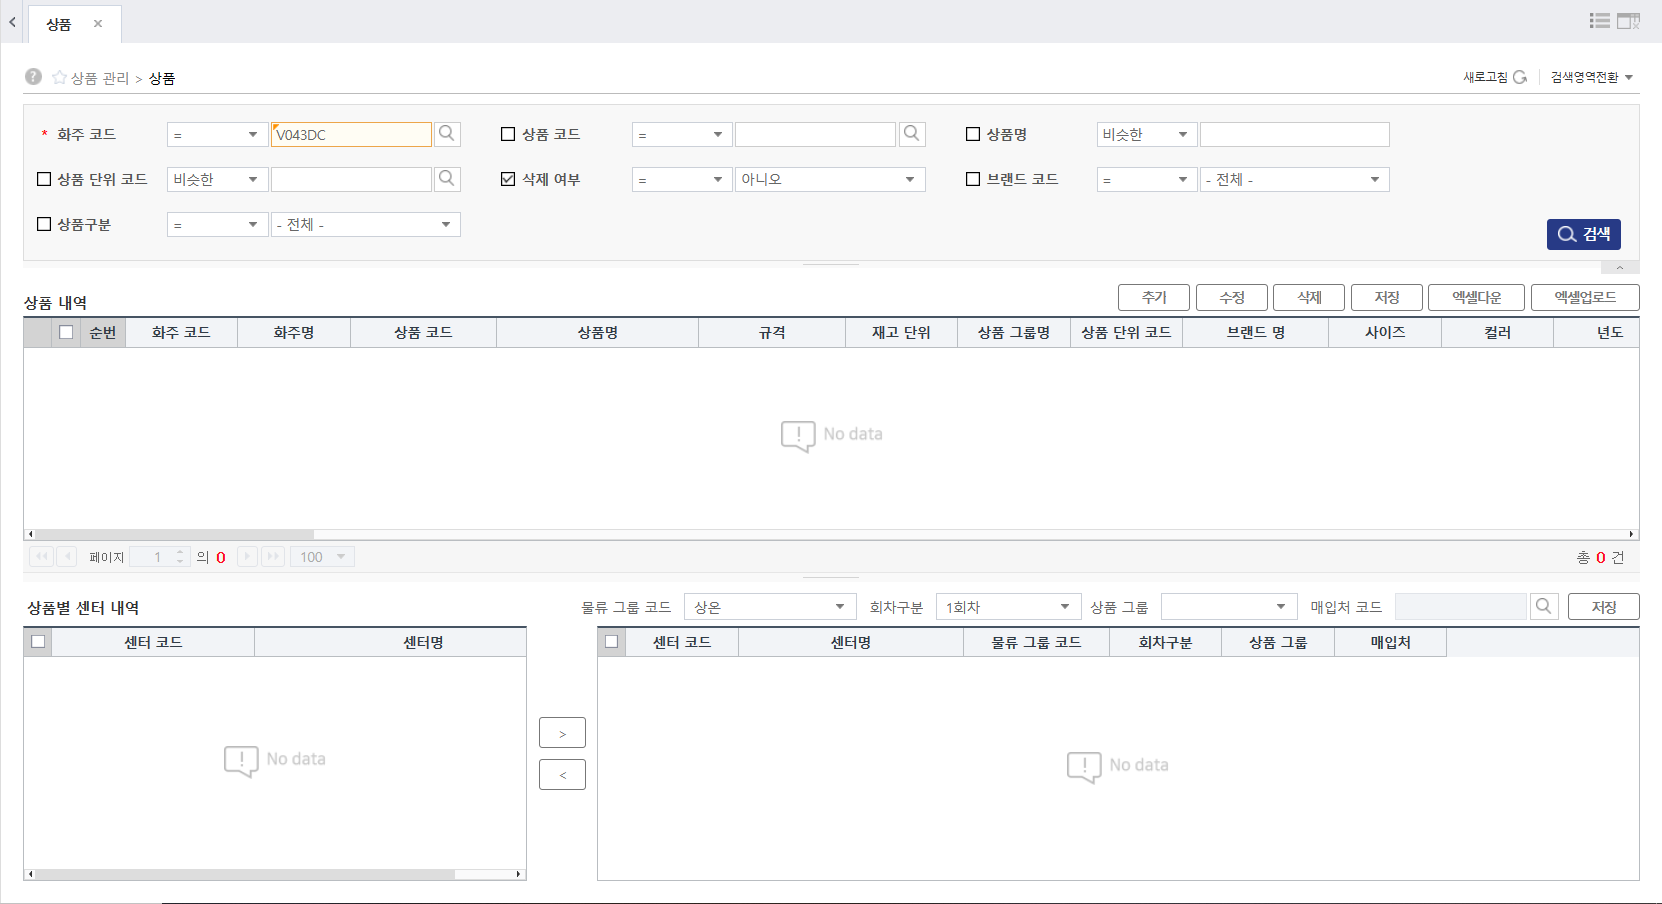 상품
상품 관리 > 상품
새로고침 검색영역전환
* 화주 코드 = V043DC 상품 코드 = 상품명 비슷한
상품 단위 코드 비슷한 삭제 여부 = 아니오 브랜드 코드 = - 전체 -
상품구분 = - 전체 -
검색
상품 내역
추가 수정 삭제 저장 엑셀다운 엑셀업로드
순번 화주 코드 화주명 상품 코드 상품명 규격 재고 단위 상품 그룹명 상품 단위 코드 브랜드 명 사이즈 컬러 년도
No data
페이지 1 의 0 100 총 0 건
상품별 센터 내역
물류 그룹 코드 상온 회차구분 1회차 상품 그룹 매입처 코드 저장
센터 코드 센터명
센터 코드 센터명 물류 그룹 코드 회차구분 상품 그룹 매입처
>
<
No data
No data